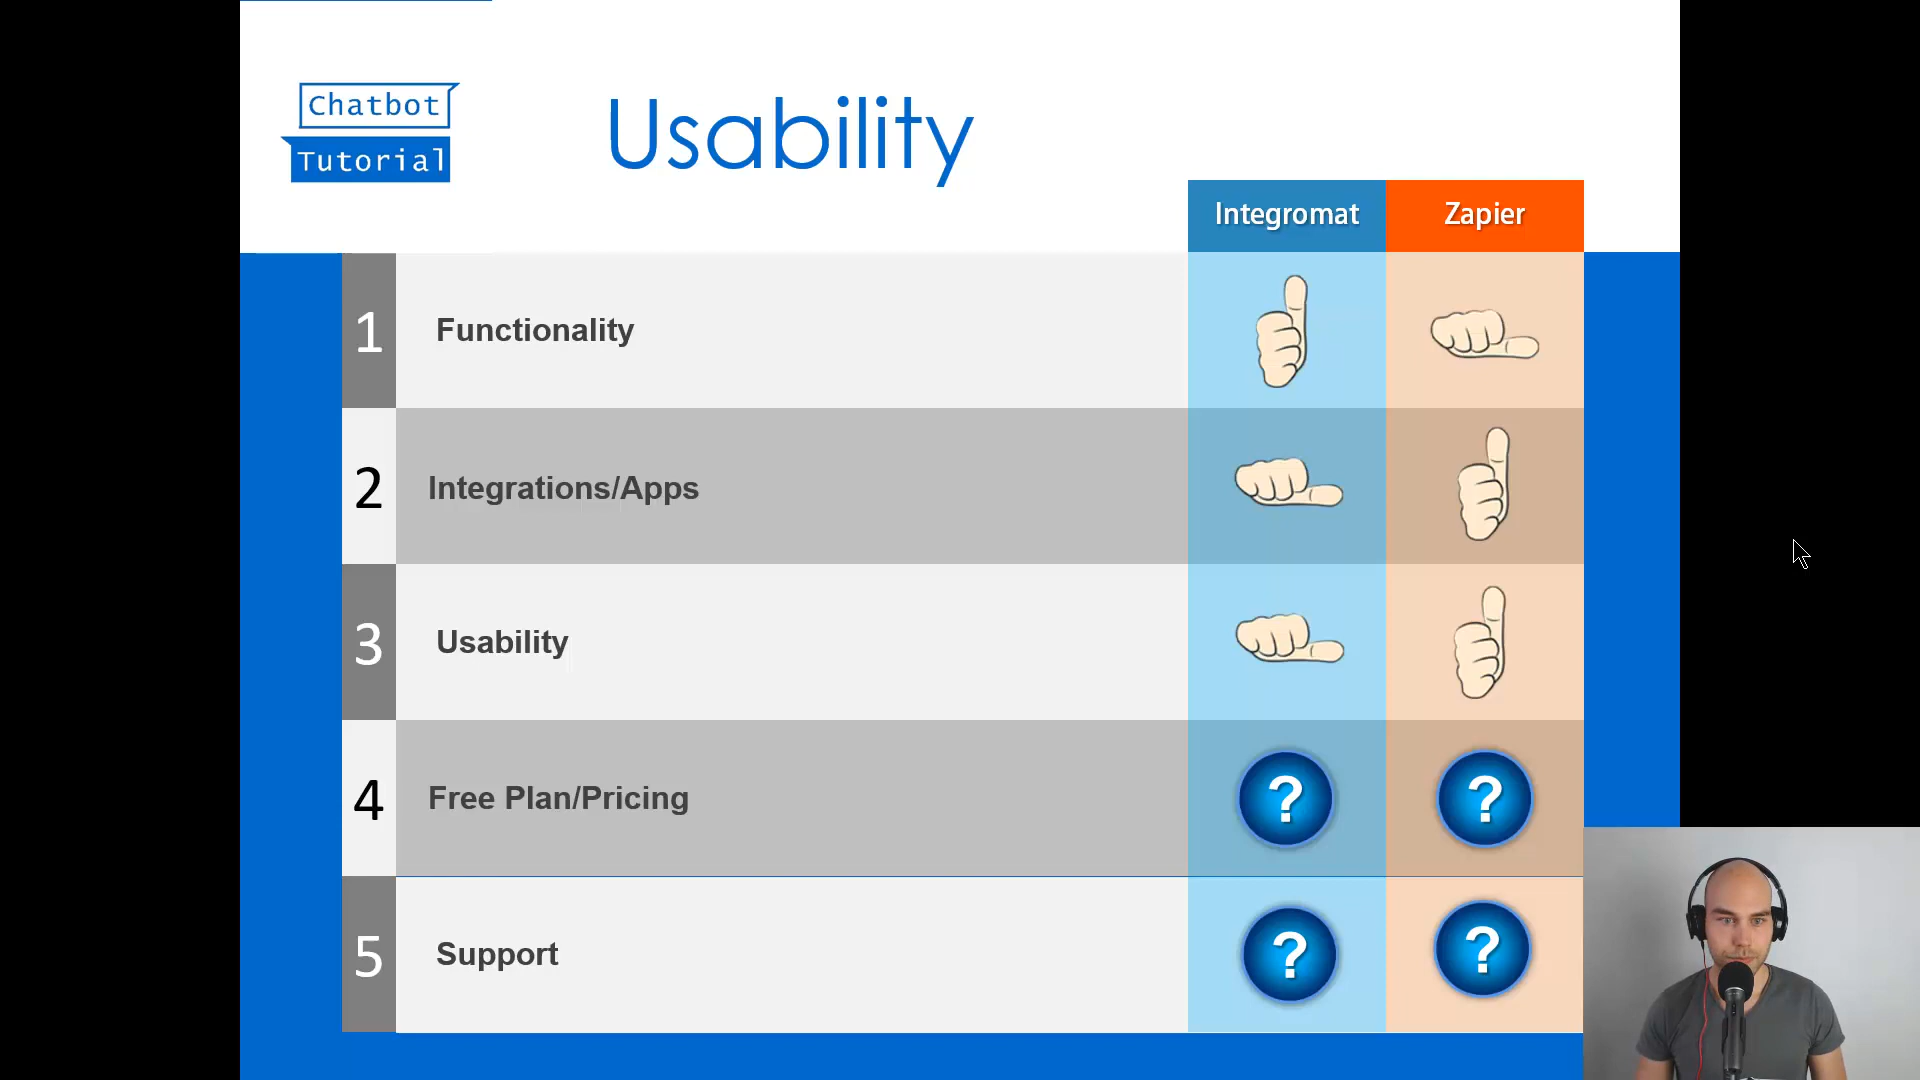 Chatbot
Tutorial
Usability
Integromat
Zapier
1
Functionality
2
Integrations/Apps
3
Usability
4
Free Plan/Pricing
?
?
5
Support
?
?